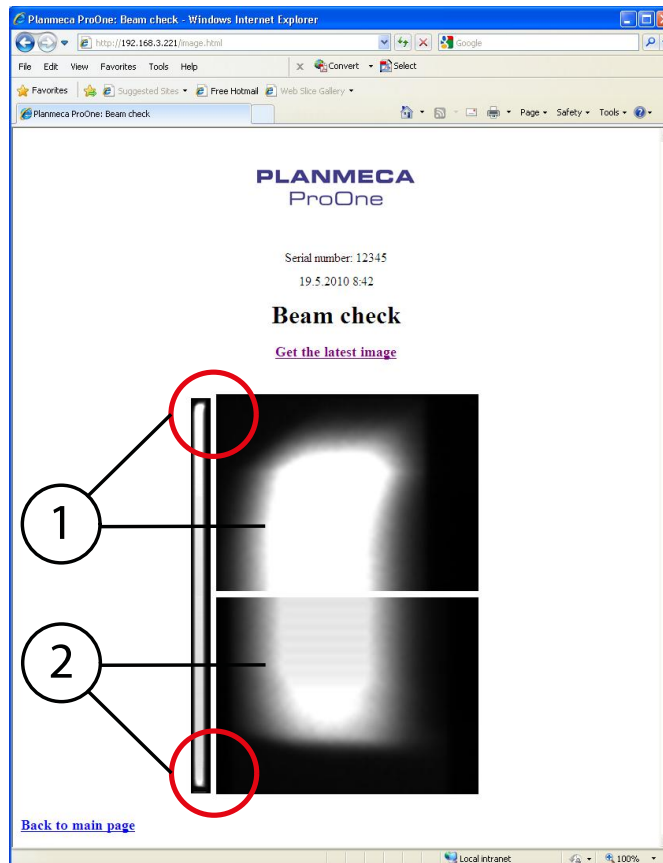 Planmeca ProOne: Beam check - Windows Internet Explorer
http://192.168.3.221/image.html
Google
File Edit View Favorites Tools Help
x Convert Select
Favorites Suggested Sites Free Hotmail Web Slice Gallery
Planmeca ProOne: Beam check
Page Safety Tools
PLANMECA
ProOne
Serial number: 12345
19.5.2010 8:42
Beam check
Get the latest image
1
2
Back to main page
Local intranet
100%